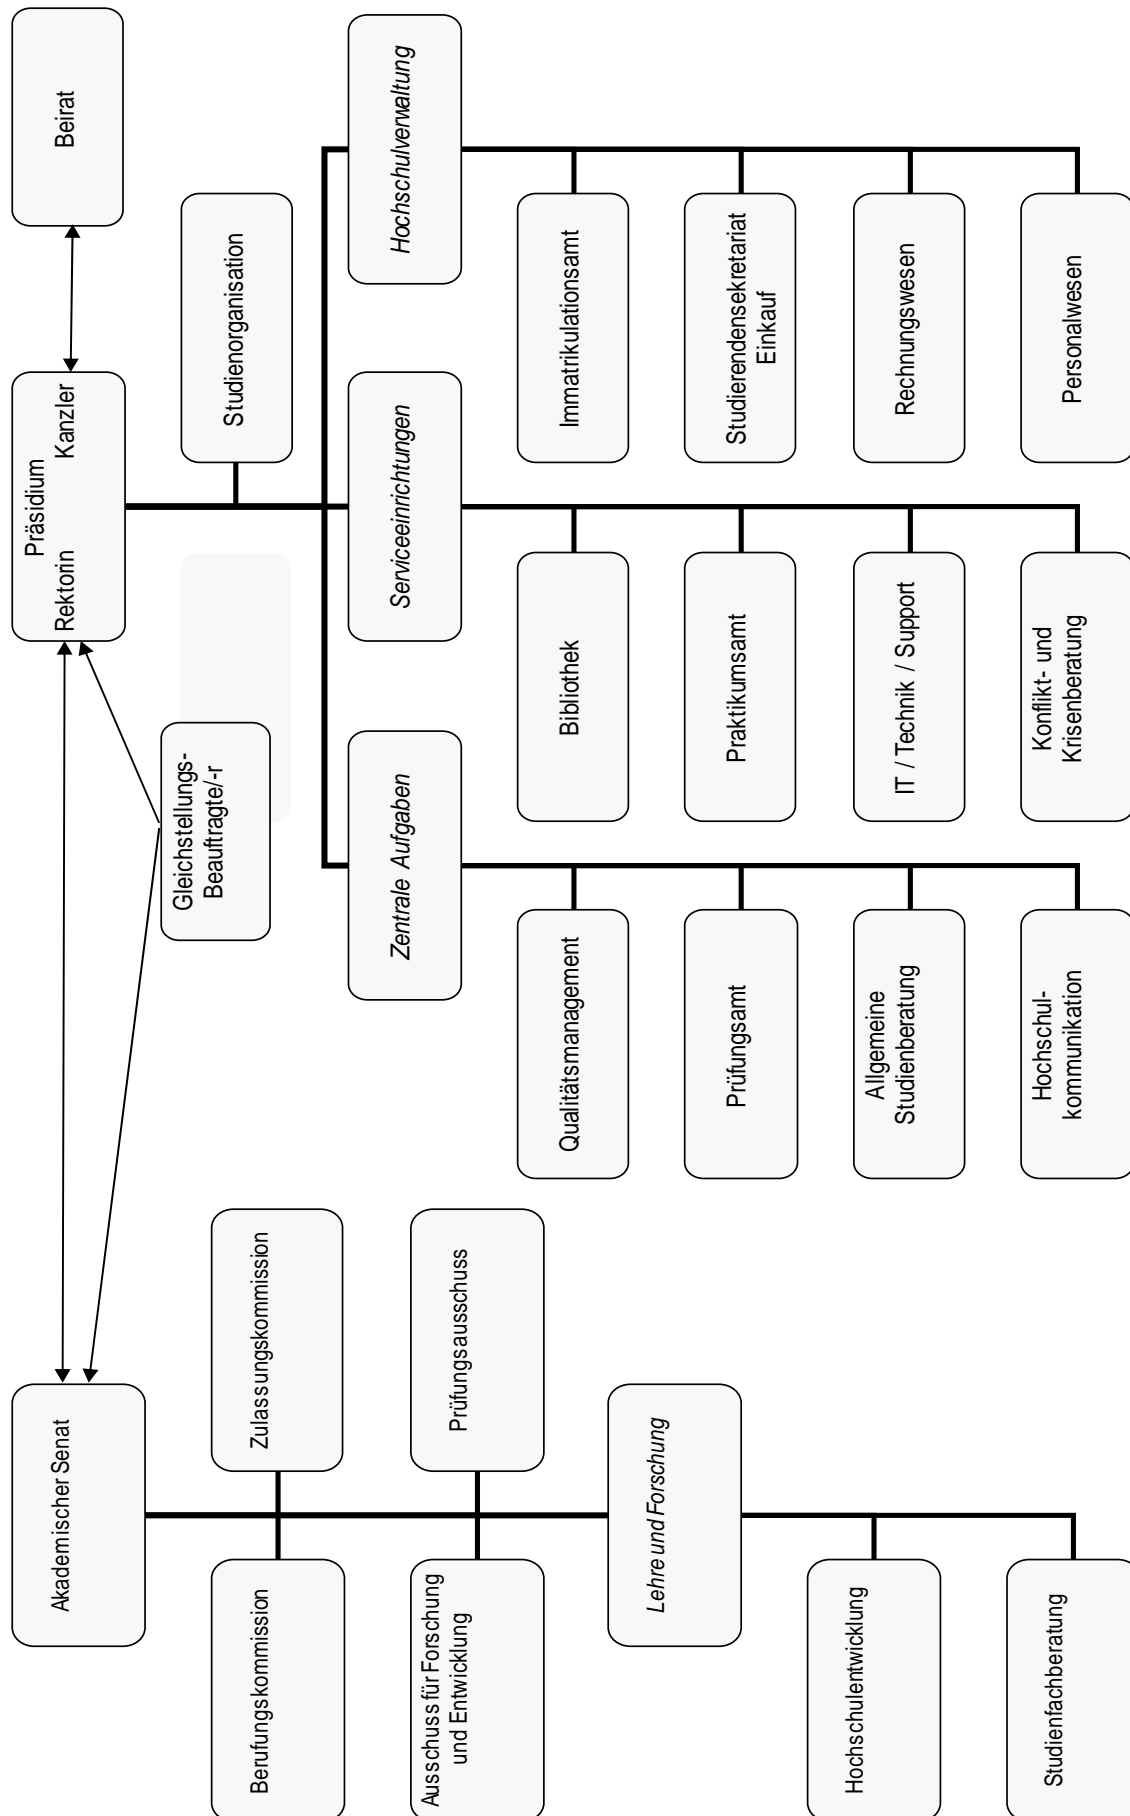 Akademischer Senat
Präsidium
Rektorin Kanzler
Beirat
Gleichstellungs-
Beauftragte/-r
Studienorganisation
Berufungskommission
Zulassungskommission
Ausschuss für Forschung
und Entwicklung
Prüfungsausschuss
Lehre und Forschung
Hochschulentwicklung
Studienfachberatung
Zentrale Aufgaben
Qualitätsmanagement
Prüfungsamt
Allgemeine
Studienberatung
Hochschul-
kommunikation
Serviceeinrichtungen
Bibliothek
Praktikumsamt
IT / Technik / Support
Konflikt- und
Krisenberatung
Hochschulverwaltung
Immatrikulationsamt
Studierendensekretariat
Einkauf
Rechnungswesen
Personalwesen